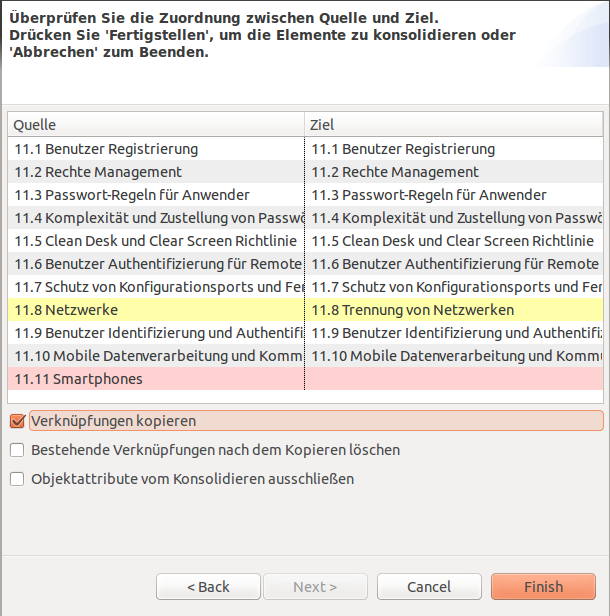 Überprüfen Sie die Zuordnung zwischen Quelle und Ziel.
Drücken Sie 'Fertigstellen', um die Elemente zu konsolidieren oder
'Abbrechen' zum Beenden.
Quelle Ziel
11.1 Benutzer Registrierung 11.1 Benutzer Registrierung
11.2 Rechte Management 11.2 Rechte Management
11.3 Passwort-Regeln für Anwender 11.3 Passwort-Regeln für Anwender
11.4 Komplexität und Zustellung von Passwö 11.4 Komplexität und Zustellung von Passwö
11.5 Clean Desk und Clear Screen Richtlinie 11.5 Clean Desk und Clear Screen Richtlinie
11.6 Benutzer Authentifizierung für Remote 11.6 Benutzer Authentifizierung für Remote
11.7 Schutz von Konfigurationsports und Fer 11.7 Schutz von Konfigurationsports und Fer
11.8 Netzwerke 11.8 Trennung von Netzwerken
11.9 Benutzer Identifizierung und Authentifi 11.9 Benutzer Identifizierung und Authentifiz
11.10 Mobile Datenverarbeitung und Komm 11.10 Mobile Datenverarbeitung und Kommu
11.11 Smartphones
Verknüpfungen kopieren
Bestehende Verknüpfungen nach dem Kopieren löschen
Objektattribute vom Konsolidieren ausschließen
< Back Next > Cancel Finish